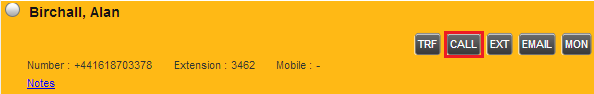 Birchall, Alan
TRF CALL EXT EMAIL MON
Number : +441618703378 Extension : 3462 Mobile : -
Notes